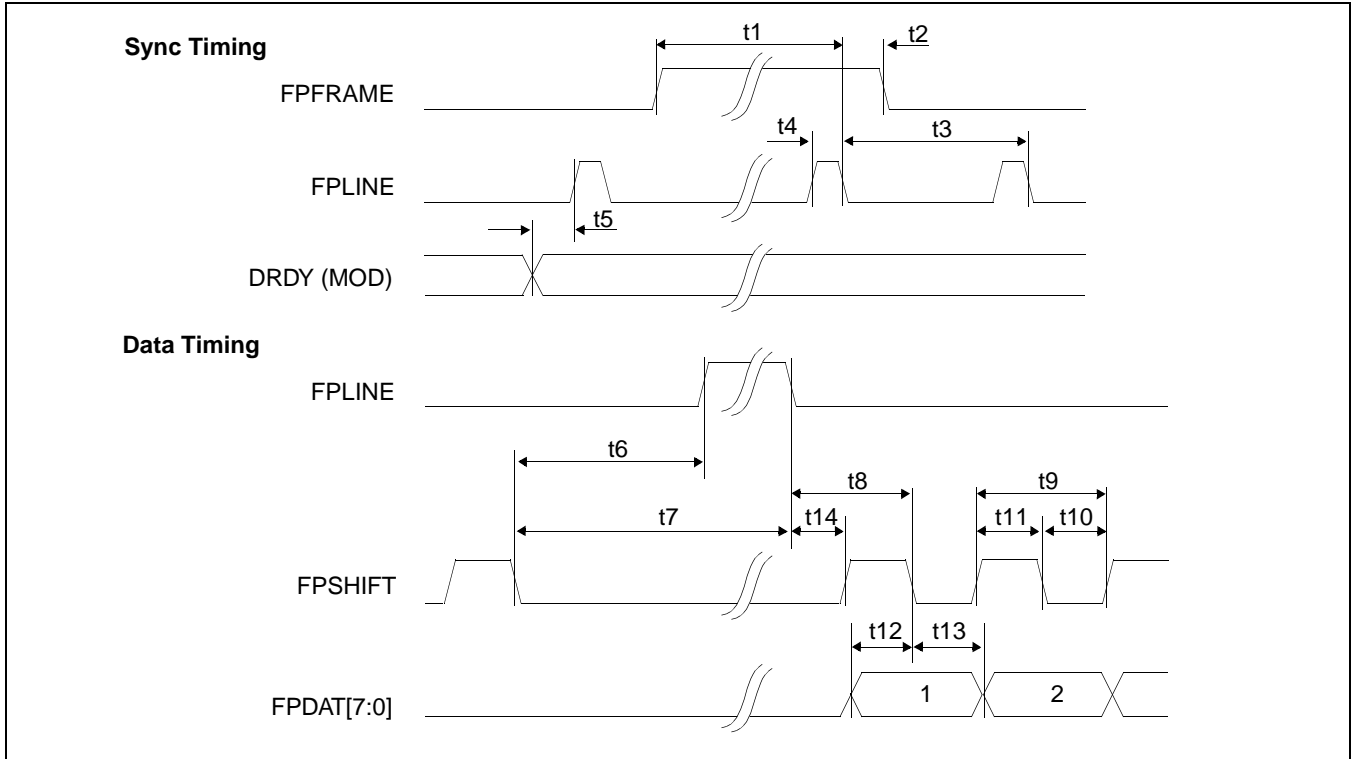 Sync Timing
t1
t2
FPFRAME
t4
t3
FPLINE
t5
DRDY (MOD)
Data Timing
FPLINE
t6
t8
t9
t7
t14
t11
t10
FPSHIFT
t12
t13
FPDAT[7:0]
1
2